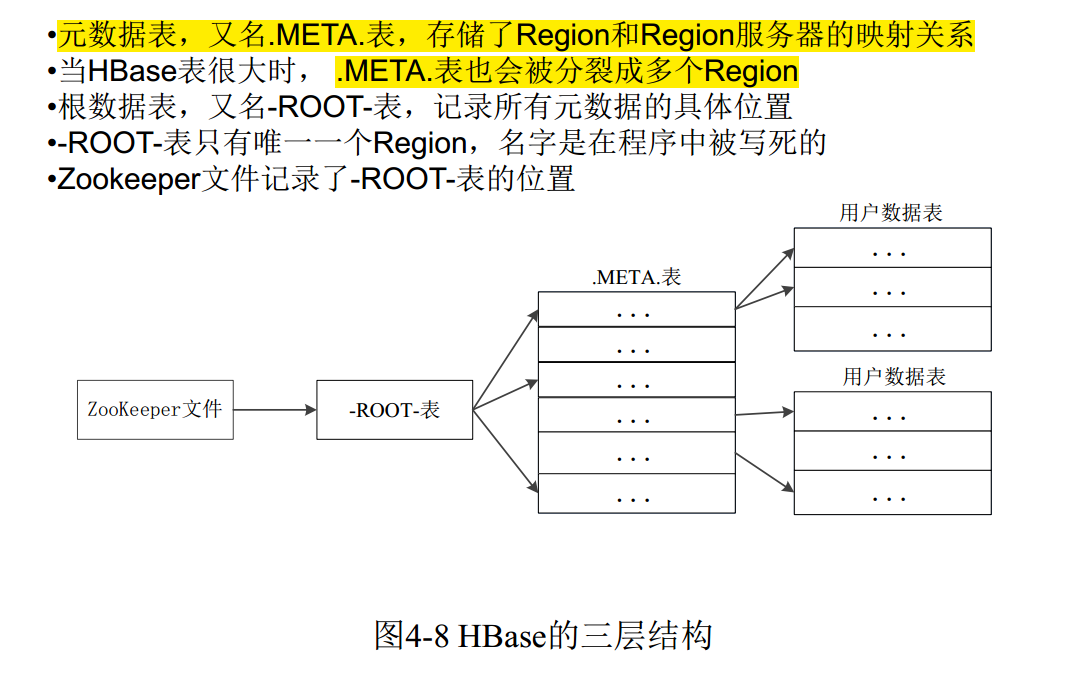 •元数据表，又名.META.表，存储了Region和Region服务器的映射关系
•当HBase表很大时， .META.表也会被分裂成多个Region
•根数据表，又名-ROOT-表，记录所有元数据的具体位置
•-ROOT-表只有唯一一个Region，名字是在程序中被写死的
•Zookeeper文件记录了-ROOT-表的位置
用户数据表
...
...
...
.META.表
...
...
...
...
...
...
用户数据表
...
...
...
ZooKeeper文件
-ROOT-表
图4-8 HBase的三层结构